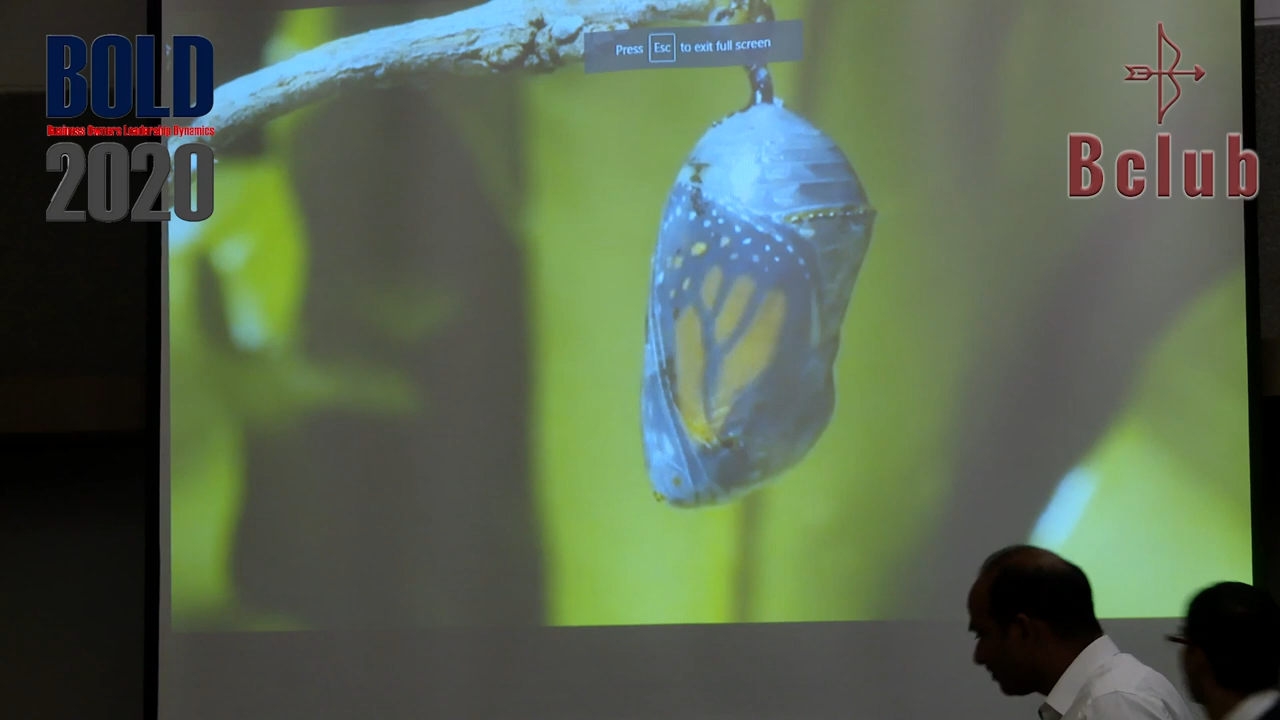 BOLD
Business Owners Leadership Dynamics
2020
Press Esc to exit full screen
Bclub